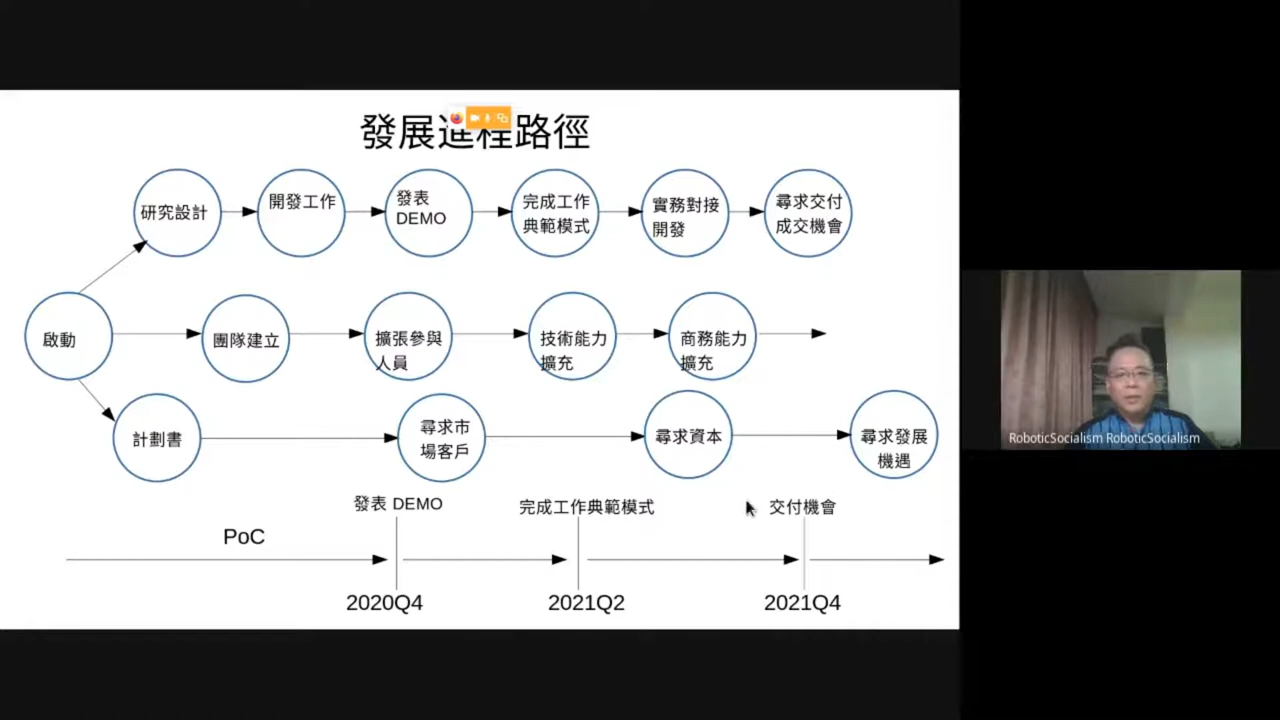 發展進程路徑
研究設計
開發工作
發表
DEMO
完成工作
典範模式
實務對接
開發
尋求交付
成交機會
啟動
團隊建立
擴張參與
人員
技術能力
擴充
商務能力
擴充
計劃書
尋求市
場客戶
尋求資本
尋求發展
機遇
發表 DEMO
完成工作典範模式
交付機會
PoC
2020Q4
2021Q2
2021Q4
RoboticSocialism RoboticSocialism